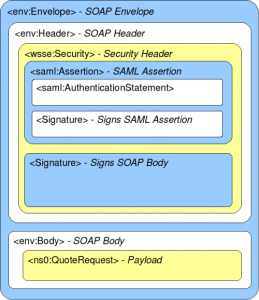 <env:Envelope> - SOAP Envelope
<env:Header> - SOAP Header
<wsse:Security> - Security Header
<saml:Assertion> - SAML Assertion
<saml:AuthenticationStatement>
<Signature> - Signs SAML Assertion
<Signature> - Signs SOAP Body
<env:Body> - SOAP Body
<ns0:QuoteRequest> - Payload